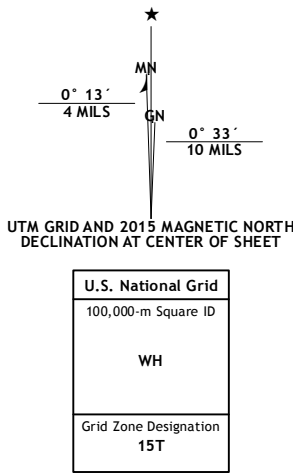 MN
0° 13´
4 MILS
GN
0° 33´
10 MILS
UTM GRID AND 2015 MAGNETIC NORTH
DECLINATION AT CENTER OF SHEET
U.S. National Grid
100,000-m Square ID
WH
Grid Zone Designation
15T